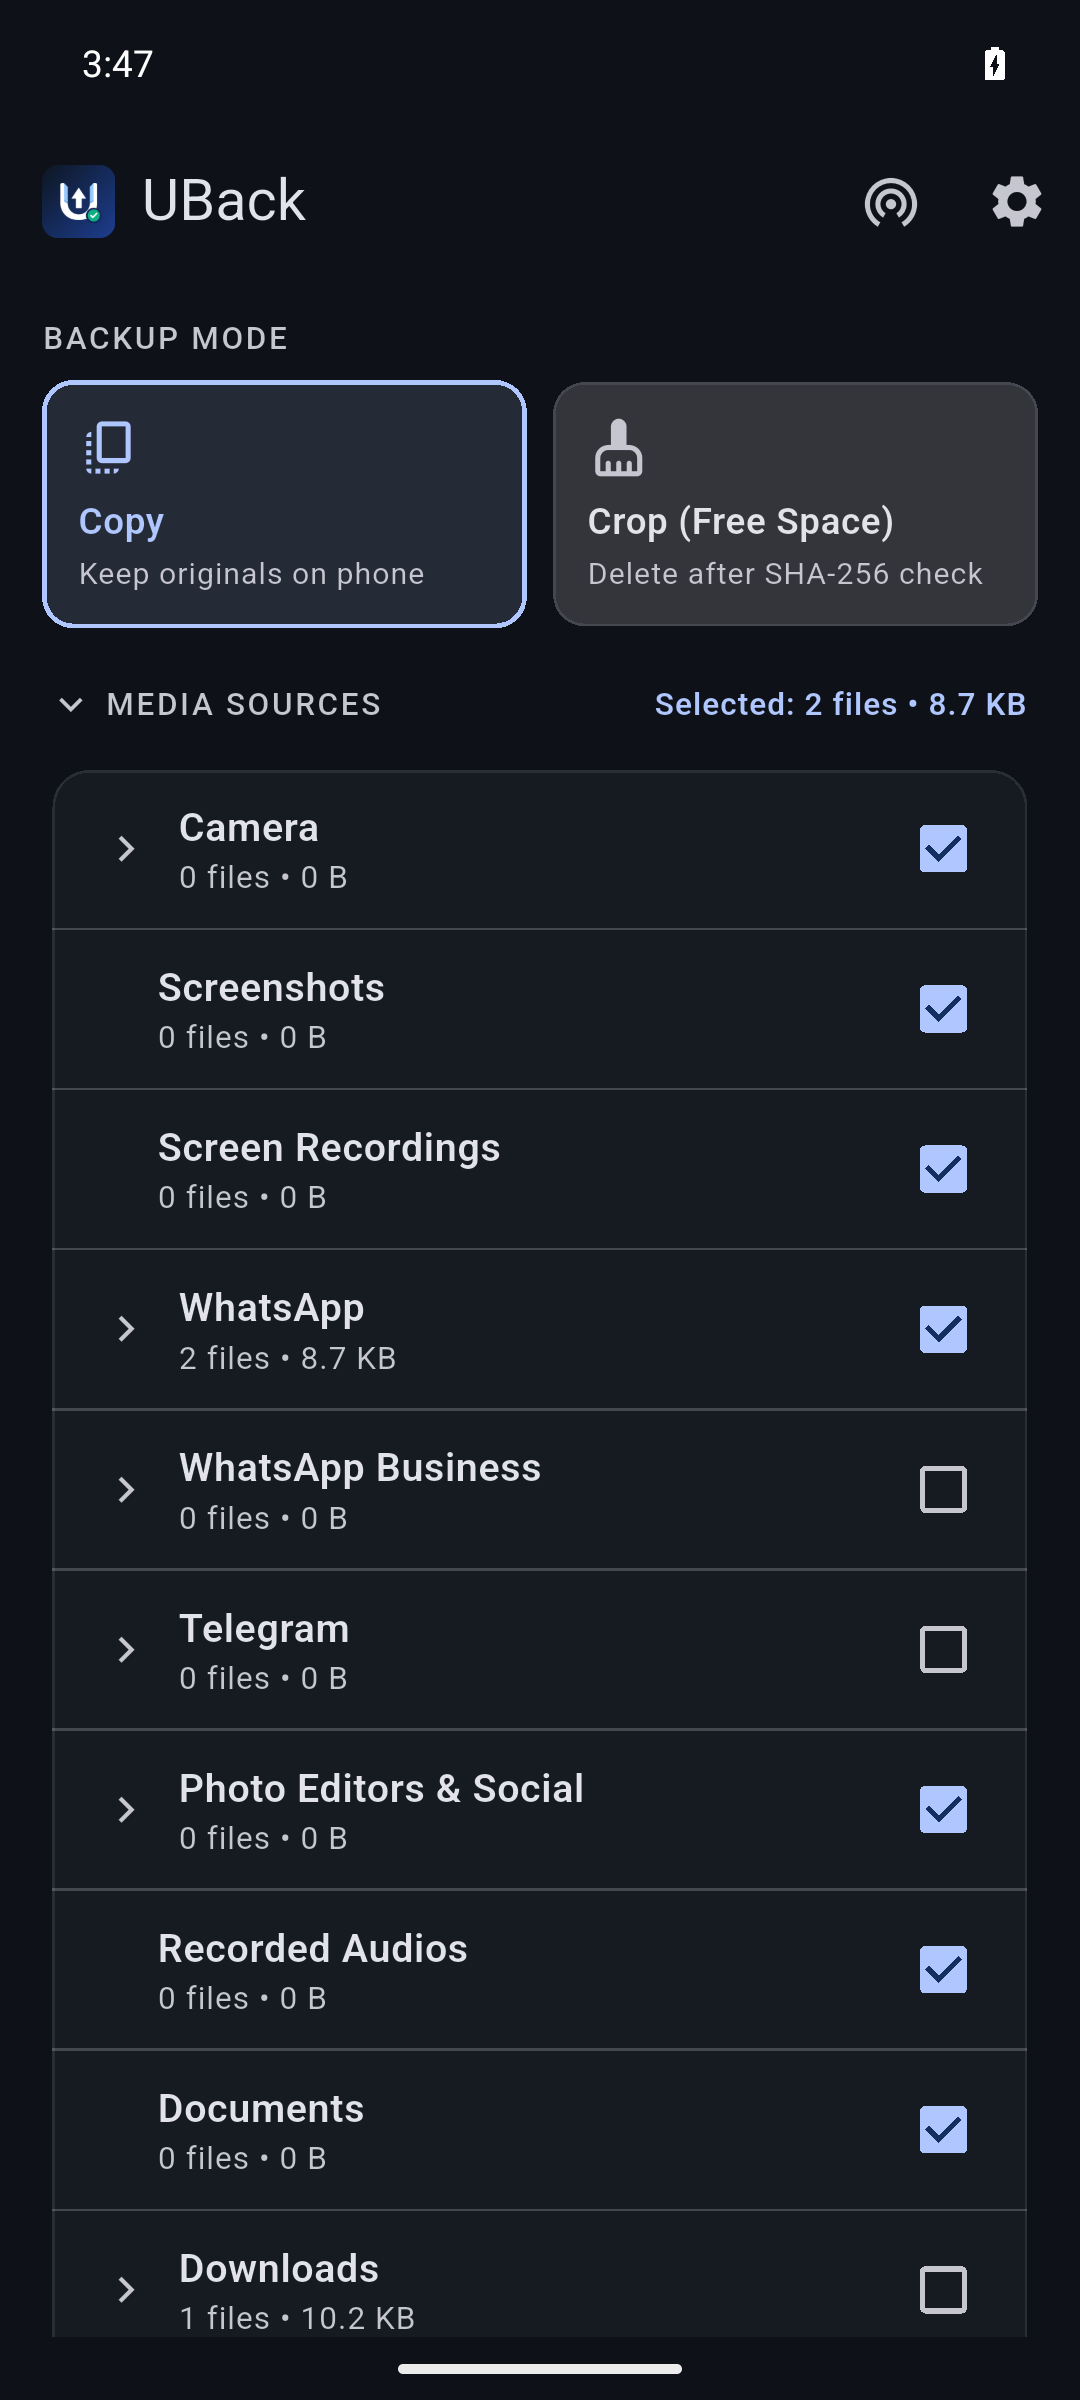 3:47
UBack
BACKUP MODE
Copy
Keep originals on phone
Crop (Free Space)
Delete after SHA-256 check
MEDIA SOURCES
Selected: 2 files • 8.7 KB
Camera
0 files • 0 B
Screenshots
0 files • 0 B
Screen Recordings
0 files • 0 B
WhatsApp
2 files • 8.7 KB
WhatsApp Business
0 files • 0 B
Telegram
0 files • 0 B
Photo Editors & Social
0 files • 0 B
Recorded Audios
0 files • 0 B
Documents
0 files • 0 B
Downloads
1 files • 10.2 KB